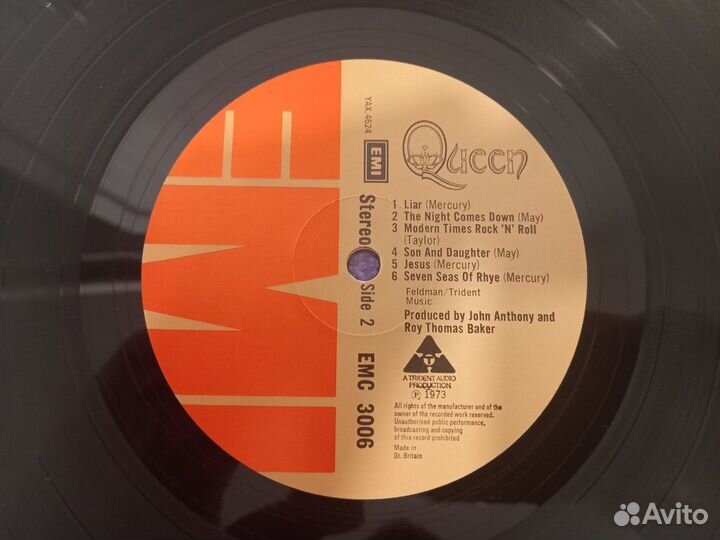 Queen
1 Liar (Mercury)
2 The Night Comes Down (May)
3 Modern Times Rock 'N' Roll
(Taylor)
4 Son And Daughter (May)
5 Jesus (Mercury)
6 Seven Seas Of Rhye (Mercury)
Feldman/Trident
Music
Produced by John Anthony and
Roy Thomas Baker
T
A TRIDENT AUDIO
PRODUCTION
℗ 1973
All rights of the manufacturer and of the
owner of the recorded work reserved.
Unauthorised public performance,
broadcasting and copying
of this record prohibited
Made in
Gt. Britain
YAX.4624
EMI
Stereo Side 2 EMC 3006
EMI
Avito